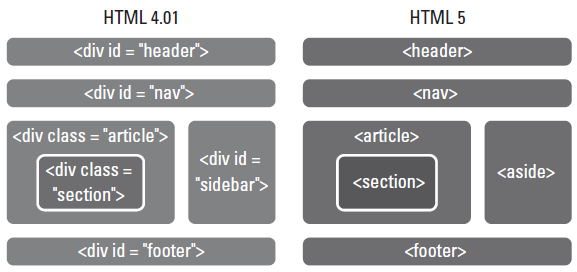 HTML 4.01
<div id = "header">
<div id = "nav">
<div class = "article">
<div class =
"section">
<div id =
"sidebar">
<div id = "footer">
HTML 5
<header>
<nav>
<article>
<section>
<aside>
<footer>